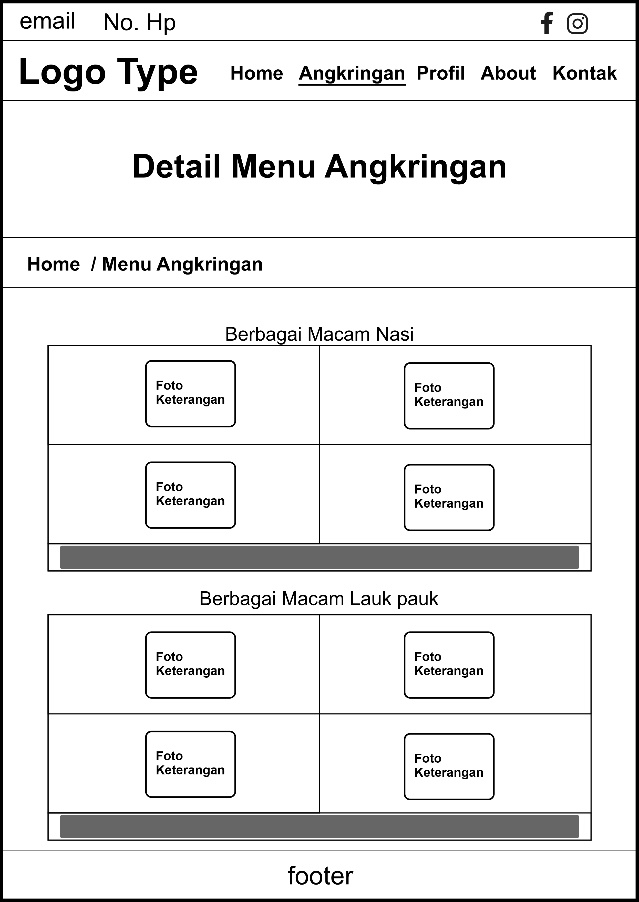 email No. Hp
Logo Type Home Angkringan Profil About Kontak
Detail Menu Angkringan
Home / Menu Angkringan
Berbagai Macam Nasi
Foto
Keterangan
Foto
Keterangan
Foto
Keterangan
Foto
Keterangan
Berbagai Macam Lauk pauk
Foto
Keterangan
Foto
Keterangan
Foto
Keterangan
Foto
Keterangan
footer